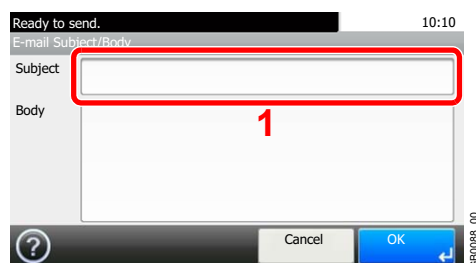 Ready to send. 10:10
E-mail Subject/Body
Subject
Body
1
?
Cancel OK